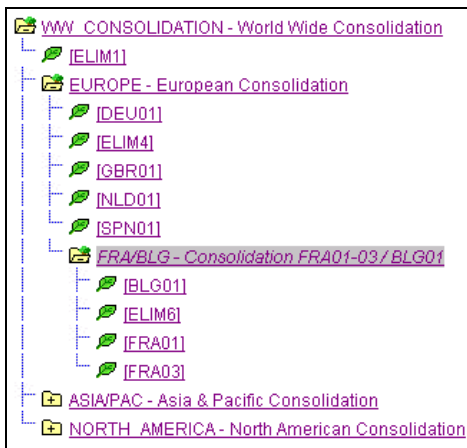 WW_CONSOLIDATION - World Wide Consolidation
[ELIM1]
EUROPE - European Consolidation
[DEU01]
[ELIM4]
[GBR01]
[NLD01]
[SPN01]
FRA/BLG - Consolidation FRA01-03 / BLG01
[BLG01]
[ELIM6]
[FRA01]
[FRA03]
ASIA/PAC - Asia & Pacific Consolidation
NORTH_AMERICA - North American Consolidation